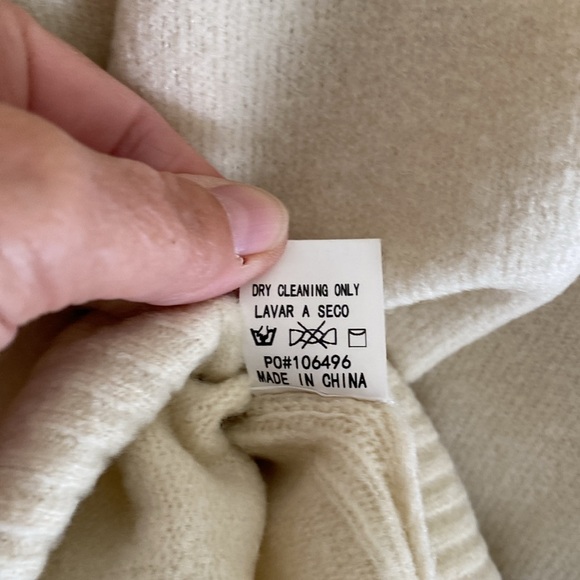 DRY CLEANING ONLY
LAVAR A SECO
PO#106496
MADE IN CHINA